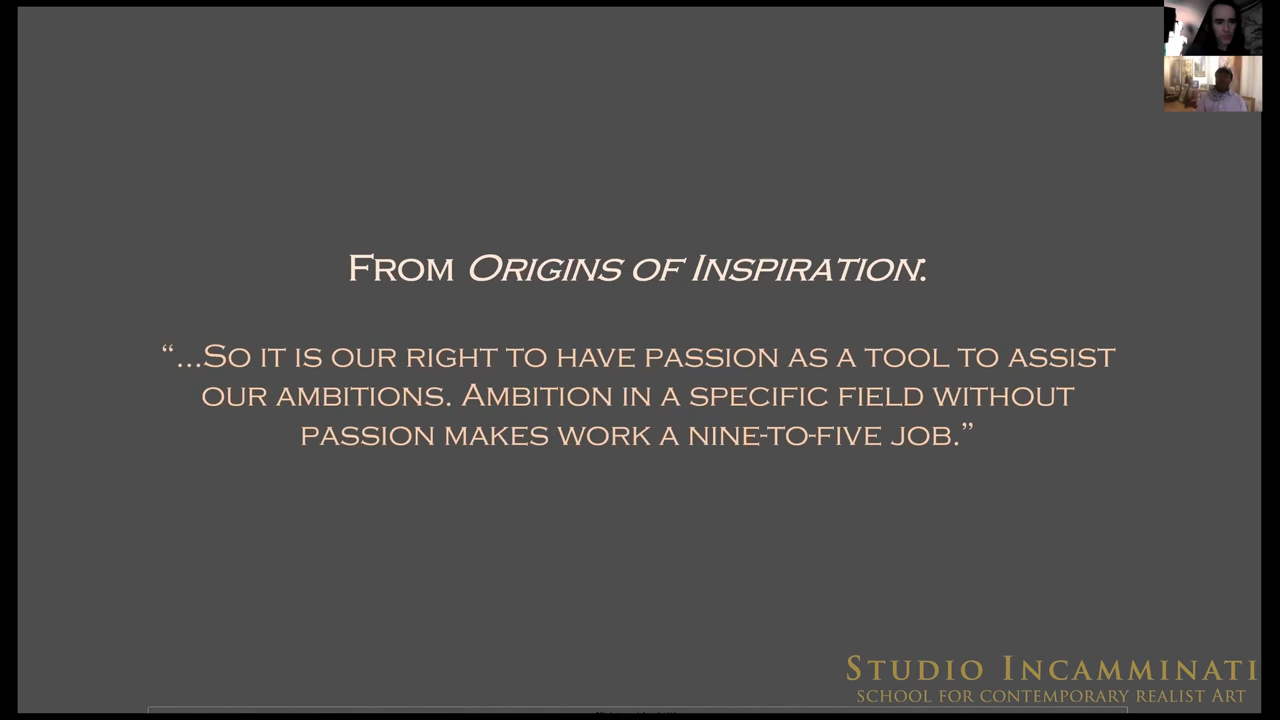 From Origins of Inspiration:
“...So it is our right to have passion as a tool to assist
our ambitions. Ambition in a specific field without
passion makes work a nine-to-five job.”
Studio Incamminati
School for Contemporary Realist Art